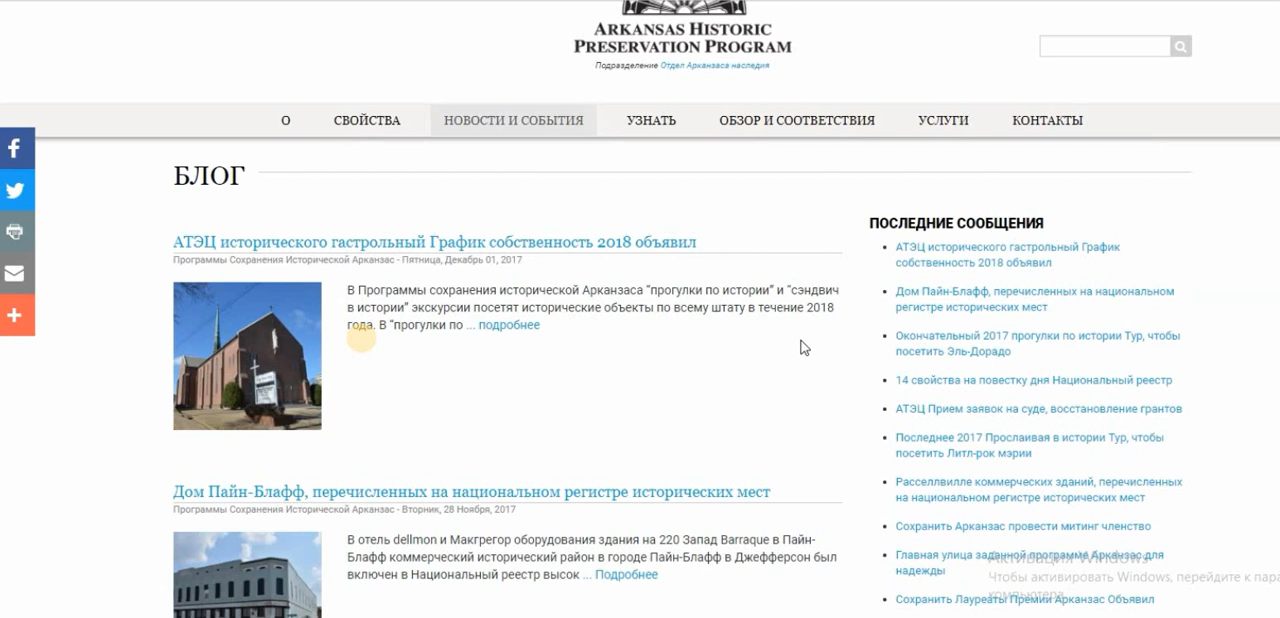 ARKANSAS HISTORIC
PRESERVATION PROGRAM
Подразделение Отдел Арканзаса наследия
О СВОЙСТВА НОВОСТИ И СОБЫТИЯ УЗНАТЬ ОБЗОР И СООТВЕТСТВИЯ УСЛУГИ КОНТАКТЫ
БЛОГ
АТЭЦ исторического гастрольный График собственность 2018 объявил
Программы Сохранения Исторической Арканзас - Пятница, Декабрь 01, 2017
В Программы сохранения исторической Арканзаса “прогулки по истории” и “сэндвич
в истории” экскурсии посетят исторические объекты по всему штату в течение 2018
года. В “прогулки по ... подробнее
Дом Пайн-Блафф, перечисленных на национальном регистре исторических мест
Программы Сохранения Исторической Арканзас - Вторник, 28 Ноября, 2017
В отель dellmon и Макгрегор оборудования здания на 220 Запад Barraque в Пайн-
Блафф коммерческий исторический район в городе Пайн-Блафф в Джефферсон был
включен в Национальный реестр высок ... Подробнее
ПОСЛЕДНИЕ СООБЩЕНИЯ
АТЭЦ исторического гастрольный График
собственность 2018 объявил
Дом Пайн-Блафф, перечисленных на национальном
регистре исторических мест
Окончательный 2017 прогулки по истории Тур, чтобы
посетить Эль-Дорадо
14 свойства на повестку дня Национальный реестр
АТЭЦ Прием заявок на суде, восстановление грантов
Последнее 2017 Прослаивая в истории Тур, чтобы
посетить Литл-рок мэрии
Расселлвилле коммерческих зданий, перечисленных
на национальном регистре исторических мест
Сохранить Арканзас провести митинг членство
Главная улица заданной программе Арканзас для
надежды
Сохранить Лауреаты Премии Арканзас Объявил
Активация Windows
Чтобы активировать Windows, перейдите к пара
компьютера